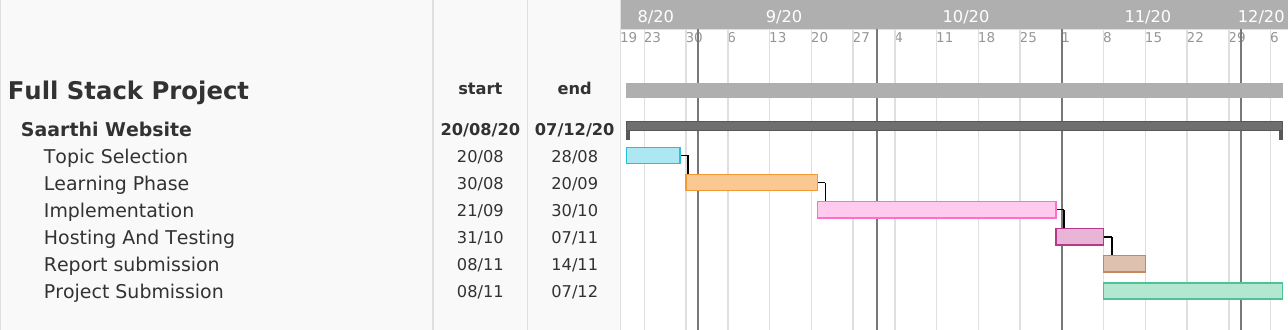 8/20 9/20 10/20 11/20 12/20
19 23 30 6 13 20 27 4 11 18 25 1 8 15 22 29 6
Full Stack Project start end
Saarthi Website 20/08/20 07/12/20
Topic Selection 20/08 28/08
Learning Phase 30/08 20/09
Implementation 21/09 30/10
Hosting And Testing 31/10 07/11
Report submission 08/11 14/11
Project Submission 08/11 07/12